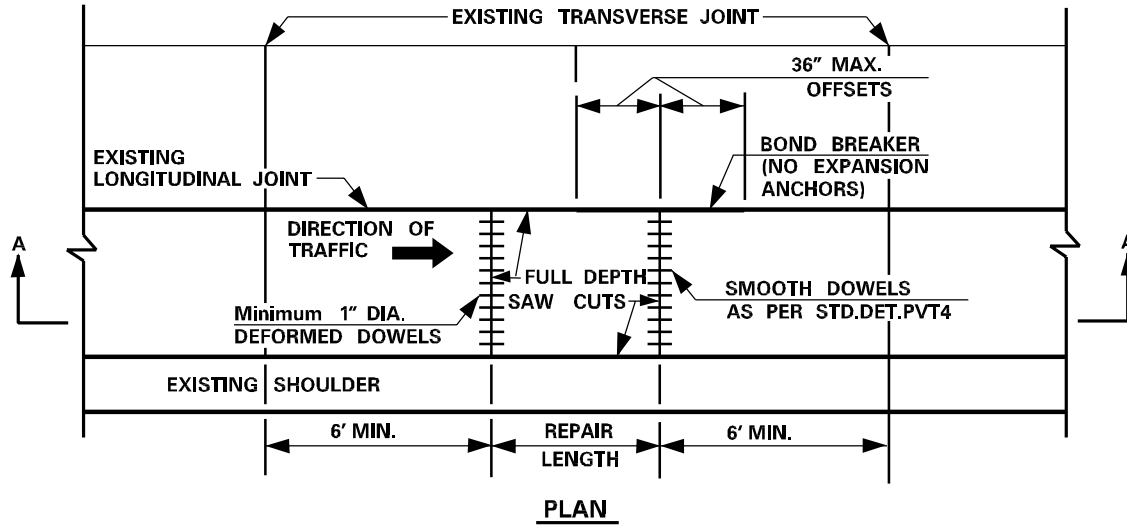 EXISTING TRANSVERSE JOINT
36" MAX.
OFFSETS
EXISTING
LONGITUDINAL JOINT
BOND BREAKER
(NO EXPANSION
ANCHORS)
DIRECTION OF
TRAFFIC
A
A
FULL DEPTH
SAW CUTS
SMOOTH DOWELS
AS PER STD.DET.PVT4
Minimum 1" DIA.
DEFORMED DOWELS
EXISTING SHOULDER
6' MIN.
REPAIR
LENGTH
6' MIN.
PLAN